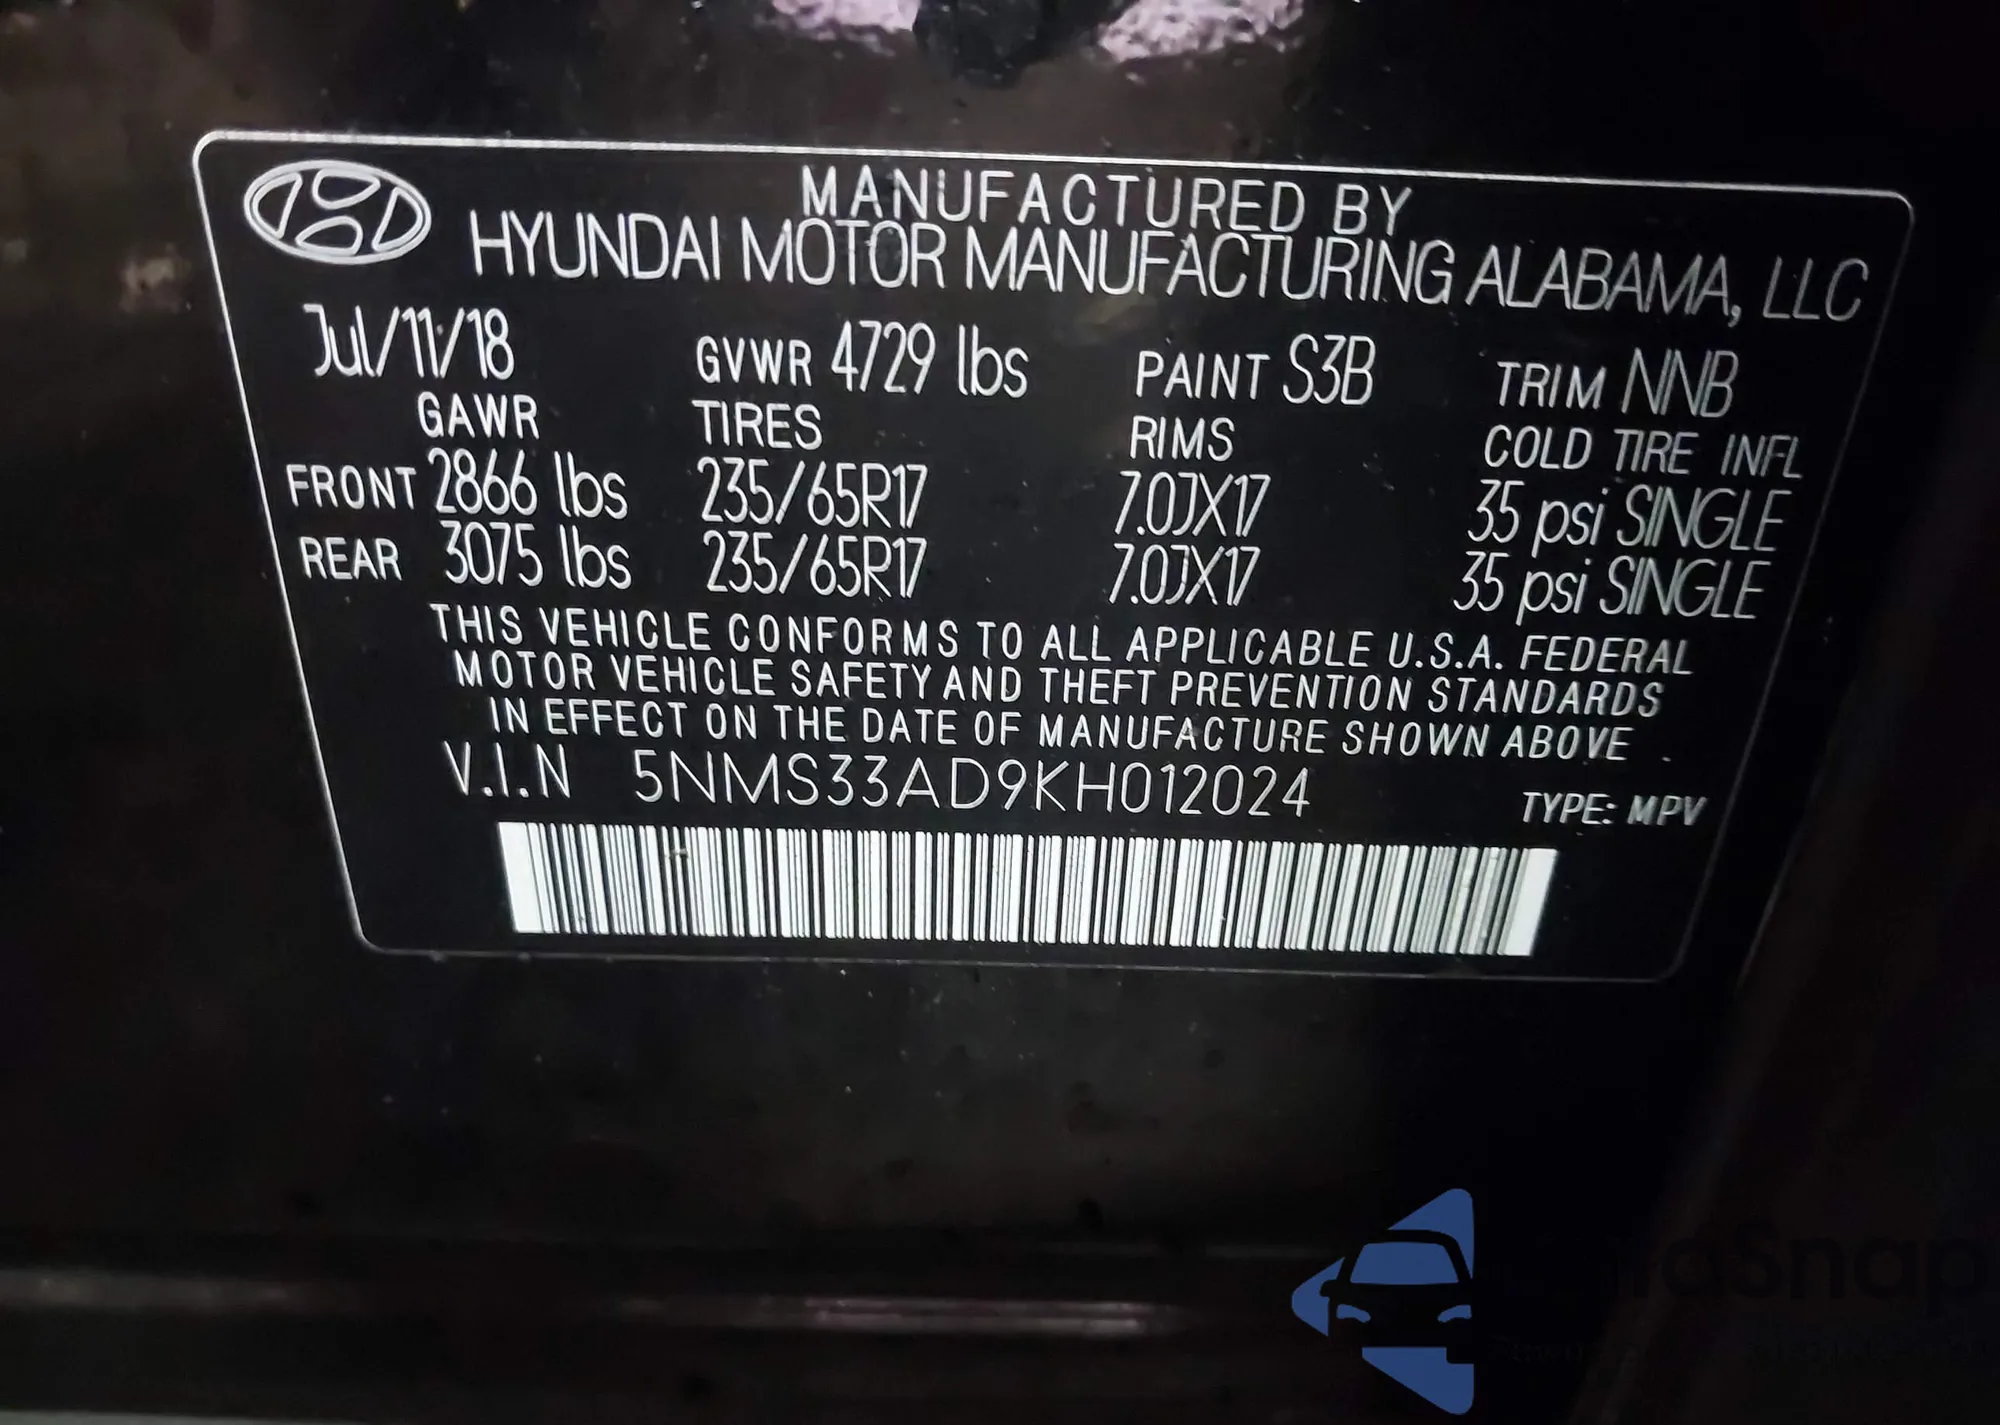 MANUFACTURED BY
HYUNDAI MOTOR MANUFACTURING ALABAMA, LLC
Jul/11/18 GVWR 4729 lbs PAINT S3B TRIM NNB
GAWR TIRES RIMS COLD TIRE INFL
FRONT 2866 lbs 235/65R17 7.0JX17 35 psi SINGLE
REAR 3075 lbs 235/65R17 7.0JX17 35 psi SINGLE
THIS VEHICLE CONFORMS TO ALL APPLICABLE U.S.A. FEDERAL
MOTOR VEHICLE SAFETY AND THEFT PREVENTION STANDARDS
IN EFFECT ON THE DATE OF MANUFACTURE SHOWN ABOVE .
V.I.N 5NMS33AD9KH012024 TYPE: MPV